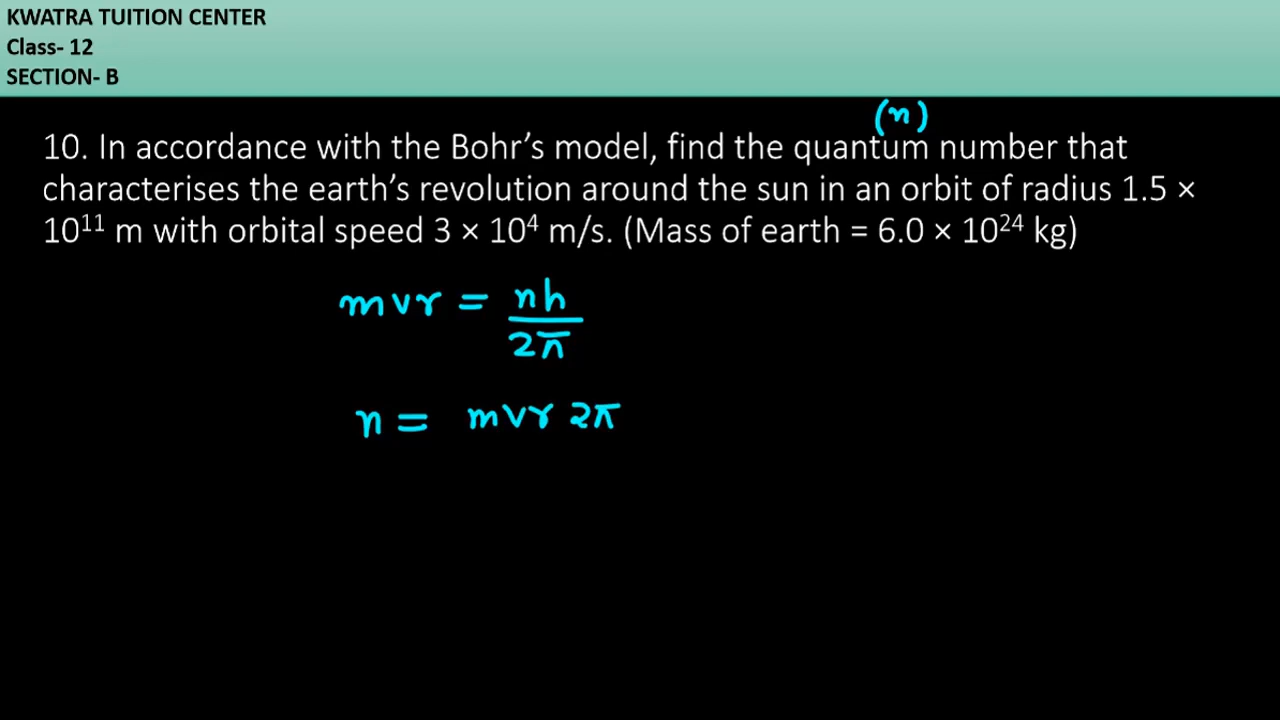 KWATRA TUITION CENTER
Class- 12
SECTION- B
(n)
10. In accordance with the Bohr’s model, find the quantum number that
characterises the earth’s revolution around the sun in an orbit of radius 1.5 ×
10¹¹ m with orbital speed 3 × 10⁴ m/s. (Mass of earth = 6.0 × 10²⁴ kg)
mvr = nh/2π
n = mvr 2π